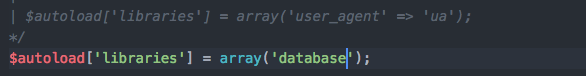 | $autoload['libraries'] = array('user_agent' => 'ua');
*/
$autoload['libraries'] = array('database');